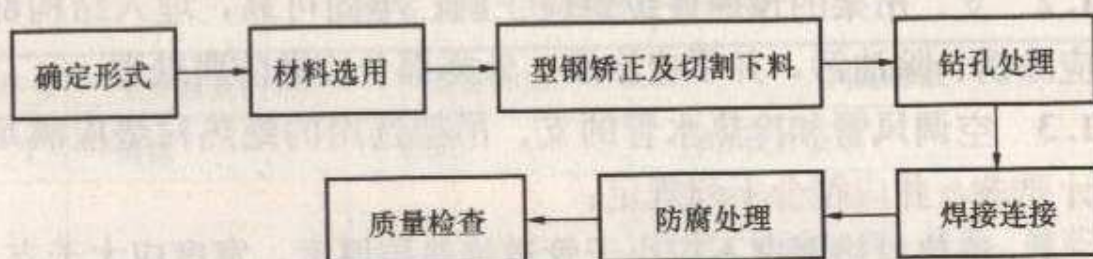 确定形式
材料选用
型钢矫正及切割下料
钻孔处理
焊接连接
防腐处理
质量检查